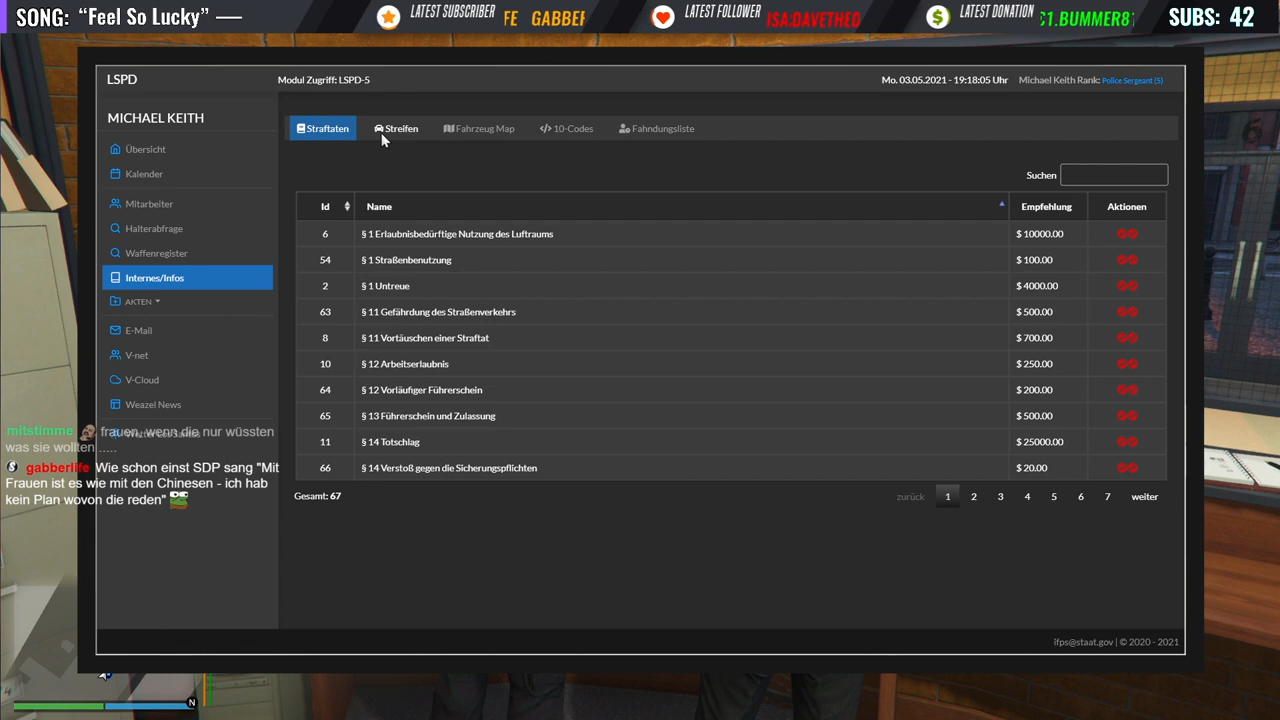 SONG: “Feel So Lucky” —
LATEST SUBSCRIBER
FE GABBER
LATEST FOLLOWER
ISA:DAVETHEO
LATEST DONATION
C1.BUMMER8
SUBS: 42
LSPD
Modul Zugriff: LSPD-5
Mo. 03.05.2021 - 19:18:05 Uhr
Michael Keith Rank: Police Sergeant (5)
MICHAEL KEITH
Übersicht
Kalender
Mitarbeiter
Halterabfrage
Waffenregister
Internes/Infos
AKTEN
E-Mail
V-net
V-Cloud
Weazel News
Straftaten
Streifen
Fahrzeug Map
10-Codes
Fahndungsliste
Suchen
Id Name Empfehlung Aktionen
6 § 1 Erlaubnisbedürftige Nutzung des Luftraums $ 10000.00
54 § 1 Straßenbenutzung $ 100.00
2 § 1 Untreue $ 4000.00
63 § 11 Gefährdung des Straßenverkehrs $ 500.00
8 § 11 Vortäuschen einer Straftat $ 700.00
10 § 12 Arbeitserlaubnis $ 250.00
64 § 12 Vorläufiger Führerschein $ 200.00
65 § 13 Führerschein und Zulassung $ 500.00
11 § 14 Totschlag $ 25000.00
66 § 14 Verstoß gegen die Sicherungspflichten $ 20.00
Gesamt: 67
zurück 1 2 3 4 5 6 7 weiter
mitstimme frauen, wenn die nur wüssten
was sie wollten .....
gabberlife Wie schon einst SDP sang "Mit
Frauen ist es wie mit den Chinesen - ich hab
kein Plan wovon die reden"
ifps@staat.gov | © 2020 - 2021
N